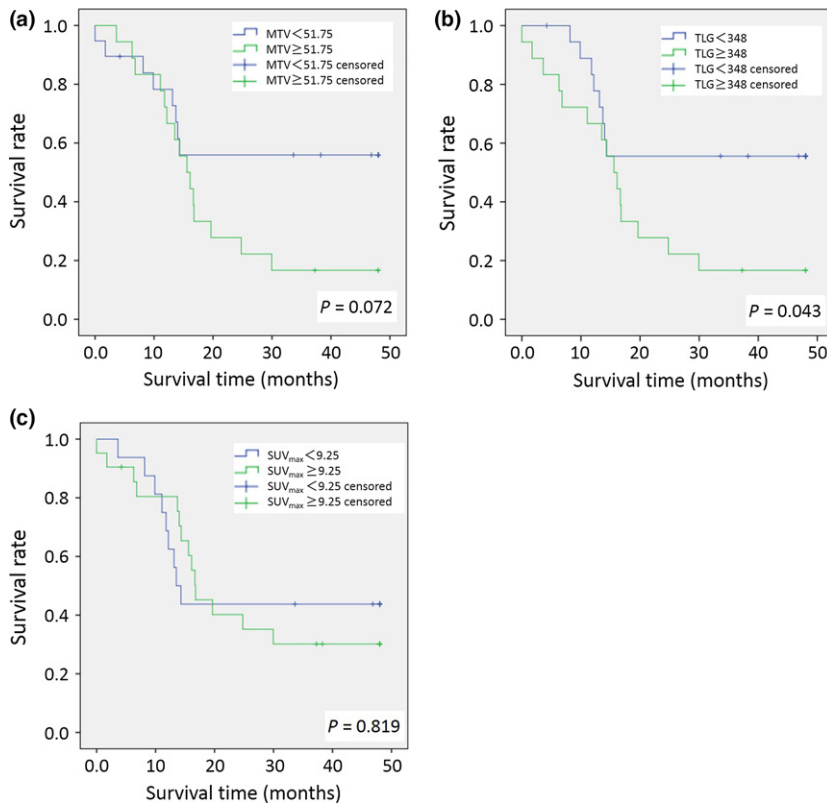 (a)
MTV＜51.75
MTV≥51.75
MTV＜51.75 censored
MTV≥51.75 censored
1.0
0.8
0.6
0.4
0.2
0.0
Survival rate
P = 0.072
0.0 10 20 30 40 50
Survival time (months)
(b)
TLG＜348
TLG≥348
TLG＜348 censored
TLG≥348 censored
1.0
0.8
0.6
0.4
0.2
0.0
Survival rate
P = 0.043
0.0 10 20 30 40 50
Survival time (months)
(c)
SUVmax＜9.25
SUVmax≥9.25
SUVmax＜9.25 censored
SUVmax≥9.25 censored
1.0
0.8
0.6
0.4
0.2
0.0
Survival rate
P = 0.819
0.0 10 20 30 40 50
Survival time (months)